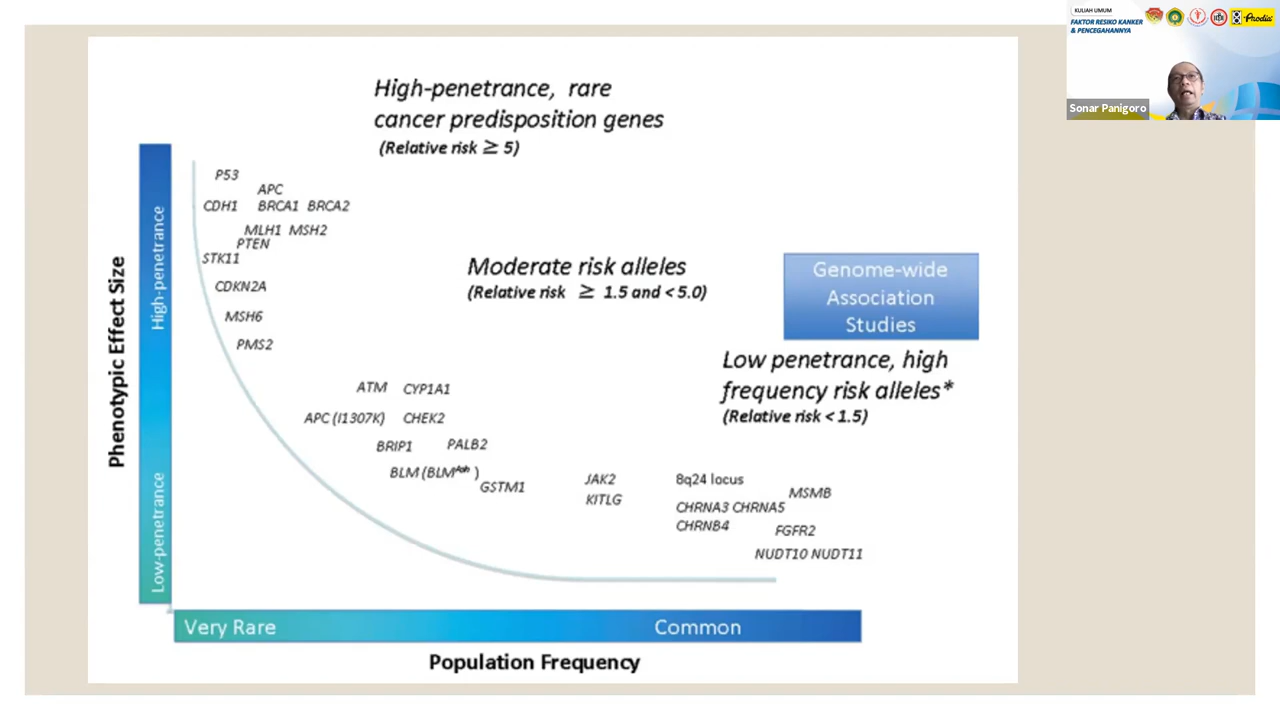 High-penetrance, rare
cancer predisposition genes
(Relative risk ≥ 5)
P53
APC
CDH1 BRCA1 BRCA2
MLH1 MSH2
PTEN
STK11
CDKN2A
MSH6
PMS2
Moderate risk alleles
(Relative risk ≥ 1.5 and < 5.0)
Genome-wide
Association
Studies
Low penetrance, high
frequency risk alleles*
(Relative risk < 1.5)
ATM CYP1A1
APC (I1307K) CHEK2
BRIP1 PALB2
BLM (BLMᴬˢʰ)
GSTM1
JAK2
KITLG
8q24 locus
MSMB
CHRNA3 CHRNA5
CHRNB4
FGFR2
NUDT10 NUDT11
Phenotypic Effect Size
High-penetrance
Low-penetrance
Very Rare Common
Population Frequency
KULIAH UMUM
FAKTOR RESIKO KANKER
& PENCEGAHANNYA
Prodia
Sonar Panigoro